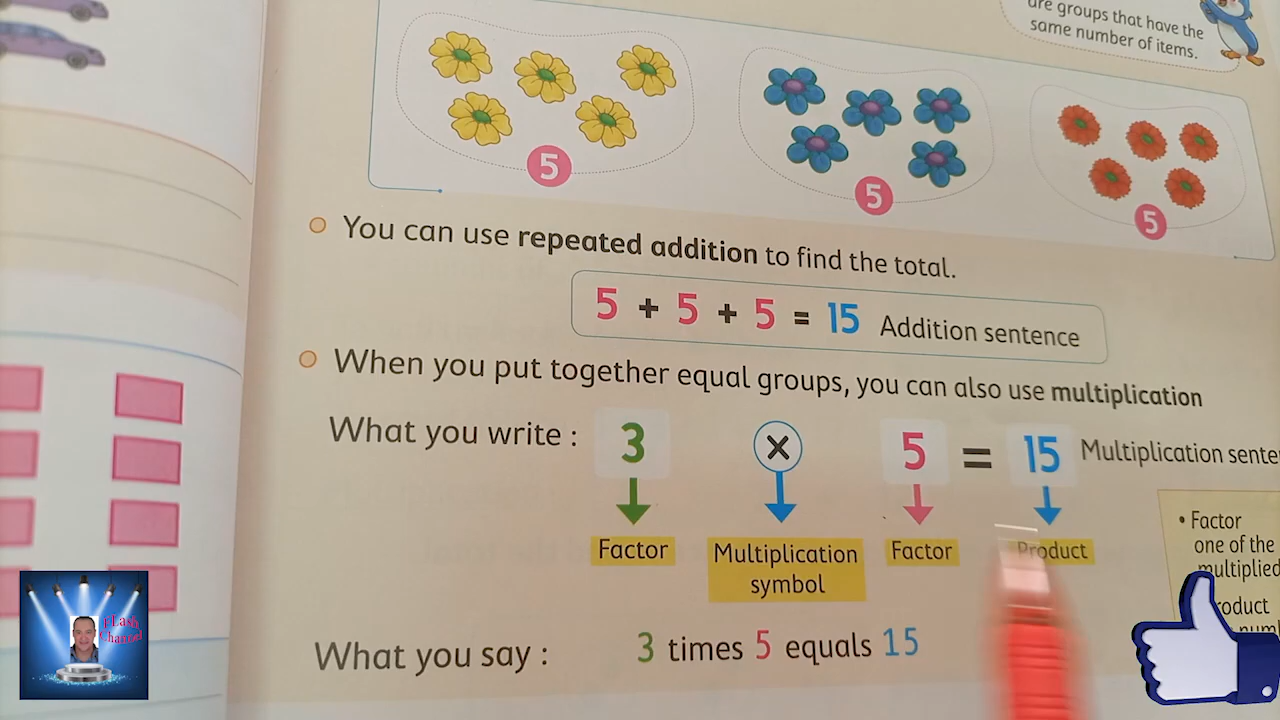 are groups that have the
same number of items.
5
5
5
You can use repeated addition to find the total.
5 + 5 + 5 = 15 Addition sentence
When you put together equal groups, you can also use multiplication
What you write : 3 × 5 = 15 Multiplication sente
Factor
Multiplication
symbol
Factor
Product
• Factor
one of the
multiplied
roduct
num
What you say : 3 times 5 equals 15
FLash
Channel